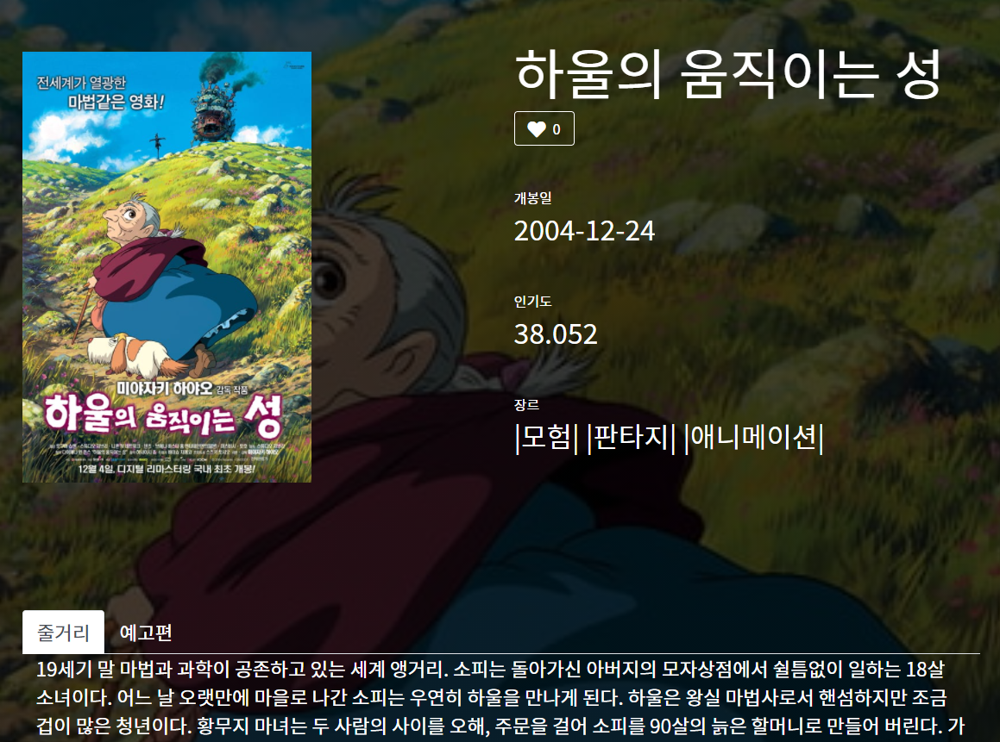 하울의 움직이는 성
0
개봉일
2004-12-24
인기도
38.052
장르
|모험| |판타지| |애니메이션|
전세계가 열광한
마법같은 영화!
미야자키 하야오 감독 작품
하울의 움직이는 성
12월 4일, 디지털 리마스터링 국내 최초 개봉!
줄거리 예고편
19세기 말 마법과 과학이 공존하고 있는 세계 앵거리. 소피는 돌아가신 아버지의 모자상점에서 쉴틈없이 일하는 18살
소녀이다. 어느 날 오랫만에 마을로 나간 소피는 우연히 하울을 만나게 된다. 하울은 왕실 마법사로서 핸섬하지만 조금
겁이 많은 청년이다. 황무지 마녀는 두 사람의 사이를 오해, 주문을 걸어 소피를 90살의 늙은 할머니로 만들어 버린다. 가